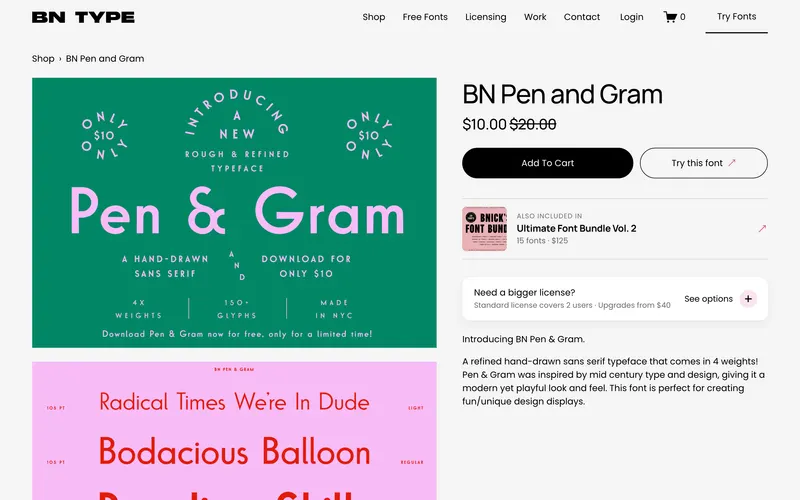 BN TYPE
Shop
Free Fonts
Licensing
Work
Contact
Login
0
Try Fonts
Shop › BN Pen and Gram
ONLY
$10
ONLY
INTRODUCING
A
NEW
ONLY
$10
ONLY
ROUGH & REFINED
TYPEFACE
Pen & Gram
A HAND-DRAWN
SANS SERIF
AND
DOWNLOAD FOR
ONLY $10
4X
WEIGHTS
150+
GLYPHS
MADE
IN NYC
Download Pen & Gram now for free, only for a limited time!
BN PEN & GRAM
105 PT
Radical Times We're In Dude
LIGHT
105 PT
Bodacious Balloon
REGULAR
BN Pen and Gram
$10.00 $20.00
Add To Cart
Try this font
BNICK'S
FONT BUND
ALSO INCLUDED IN
Ultimate Font Bundle Vol. 2
15 fonts · $125
Need a bigger license?
Standard license covers 2 users · Upgrades from $40
See options
+
Introducing BN Pen & Gram.
A refined hand-drawn sans serif typeface that comes in 4 weights!
Pen & Gram was inspired by mid century type and design, giving it a
modern yet playful look and feel. This font is perfect for creating
fun/unique design displays.